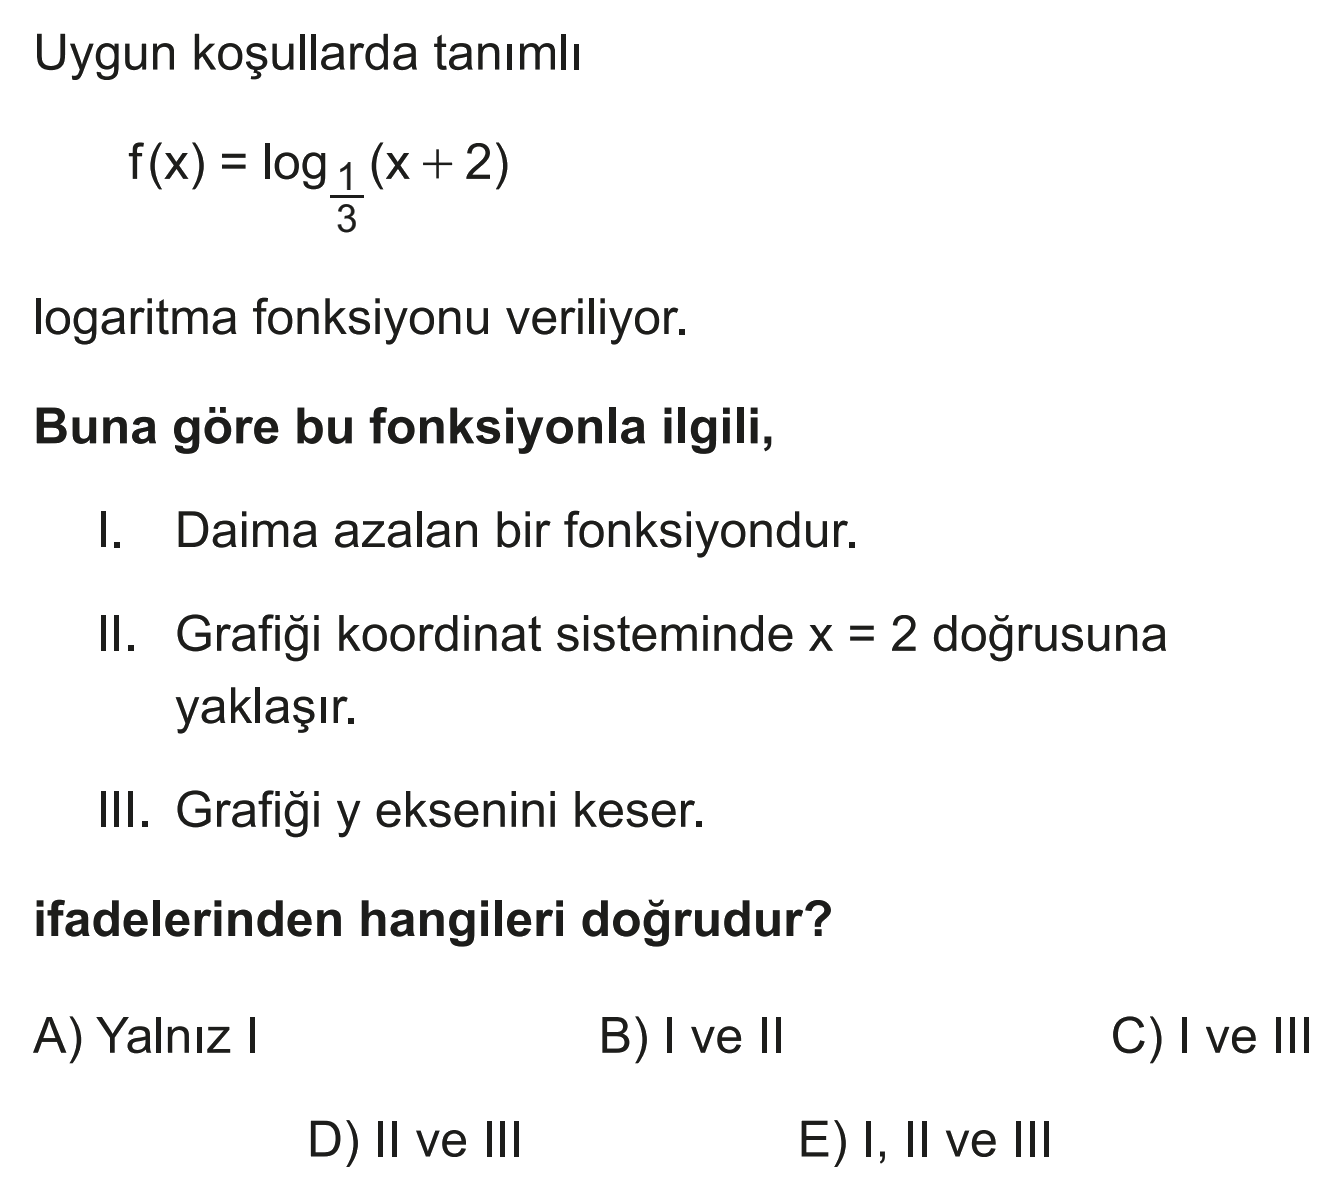 Uygun koşullarda tanımlı
f(x) = log_{\frac{1}{3}}(x + 2)
logaritma fonksiyonu veriliyor.
Buna göre bu fonksiyonla ilgili,
I. Daima azalan bir fonksiyondur.
II. Grafiği koordinat sisteminde x = 2 doğrusuna
yaklaşır.
III. Grafiği y eksenini keser.
ifadelerinden hangileri doğrudur?
A) Yalnız I B) I ve II C) I ve III
D) II ve III E) I, II ve III